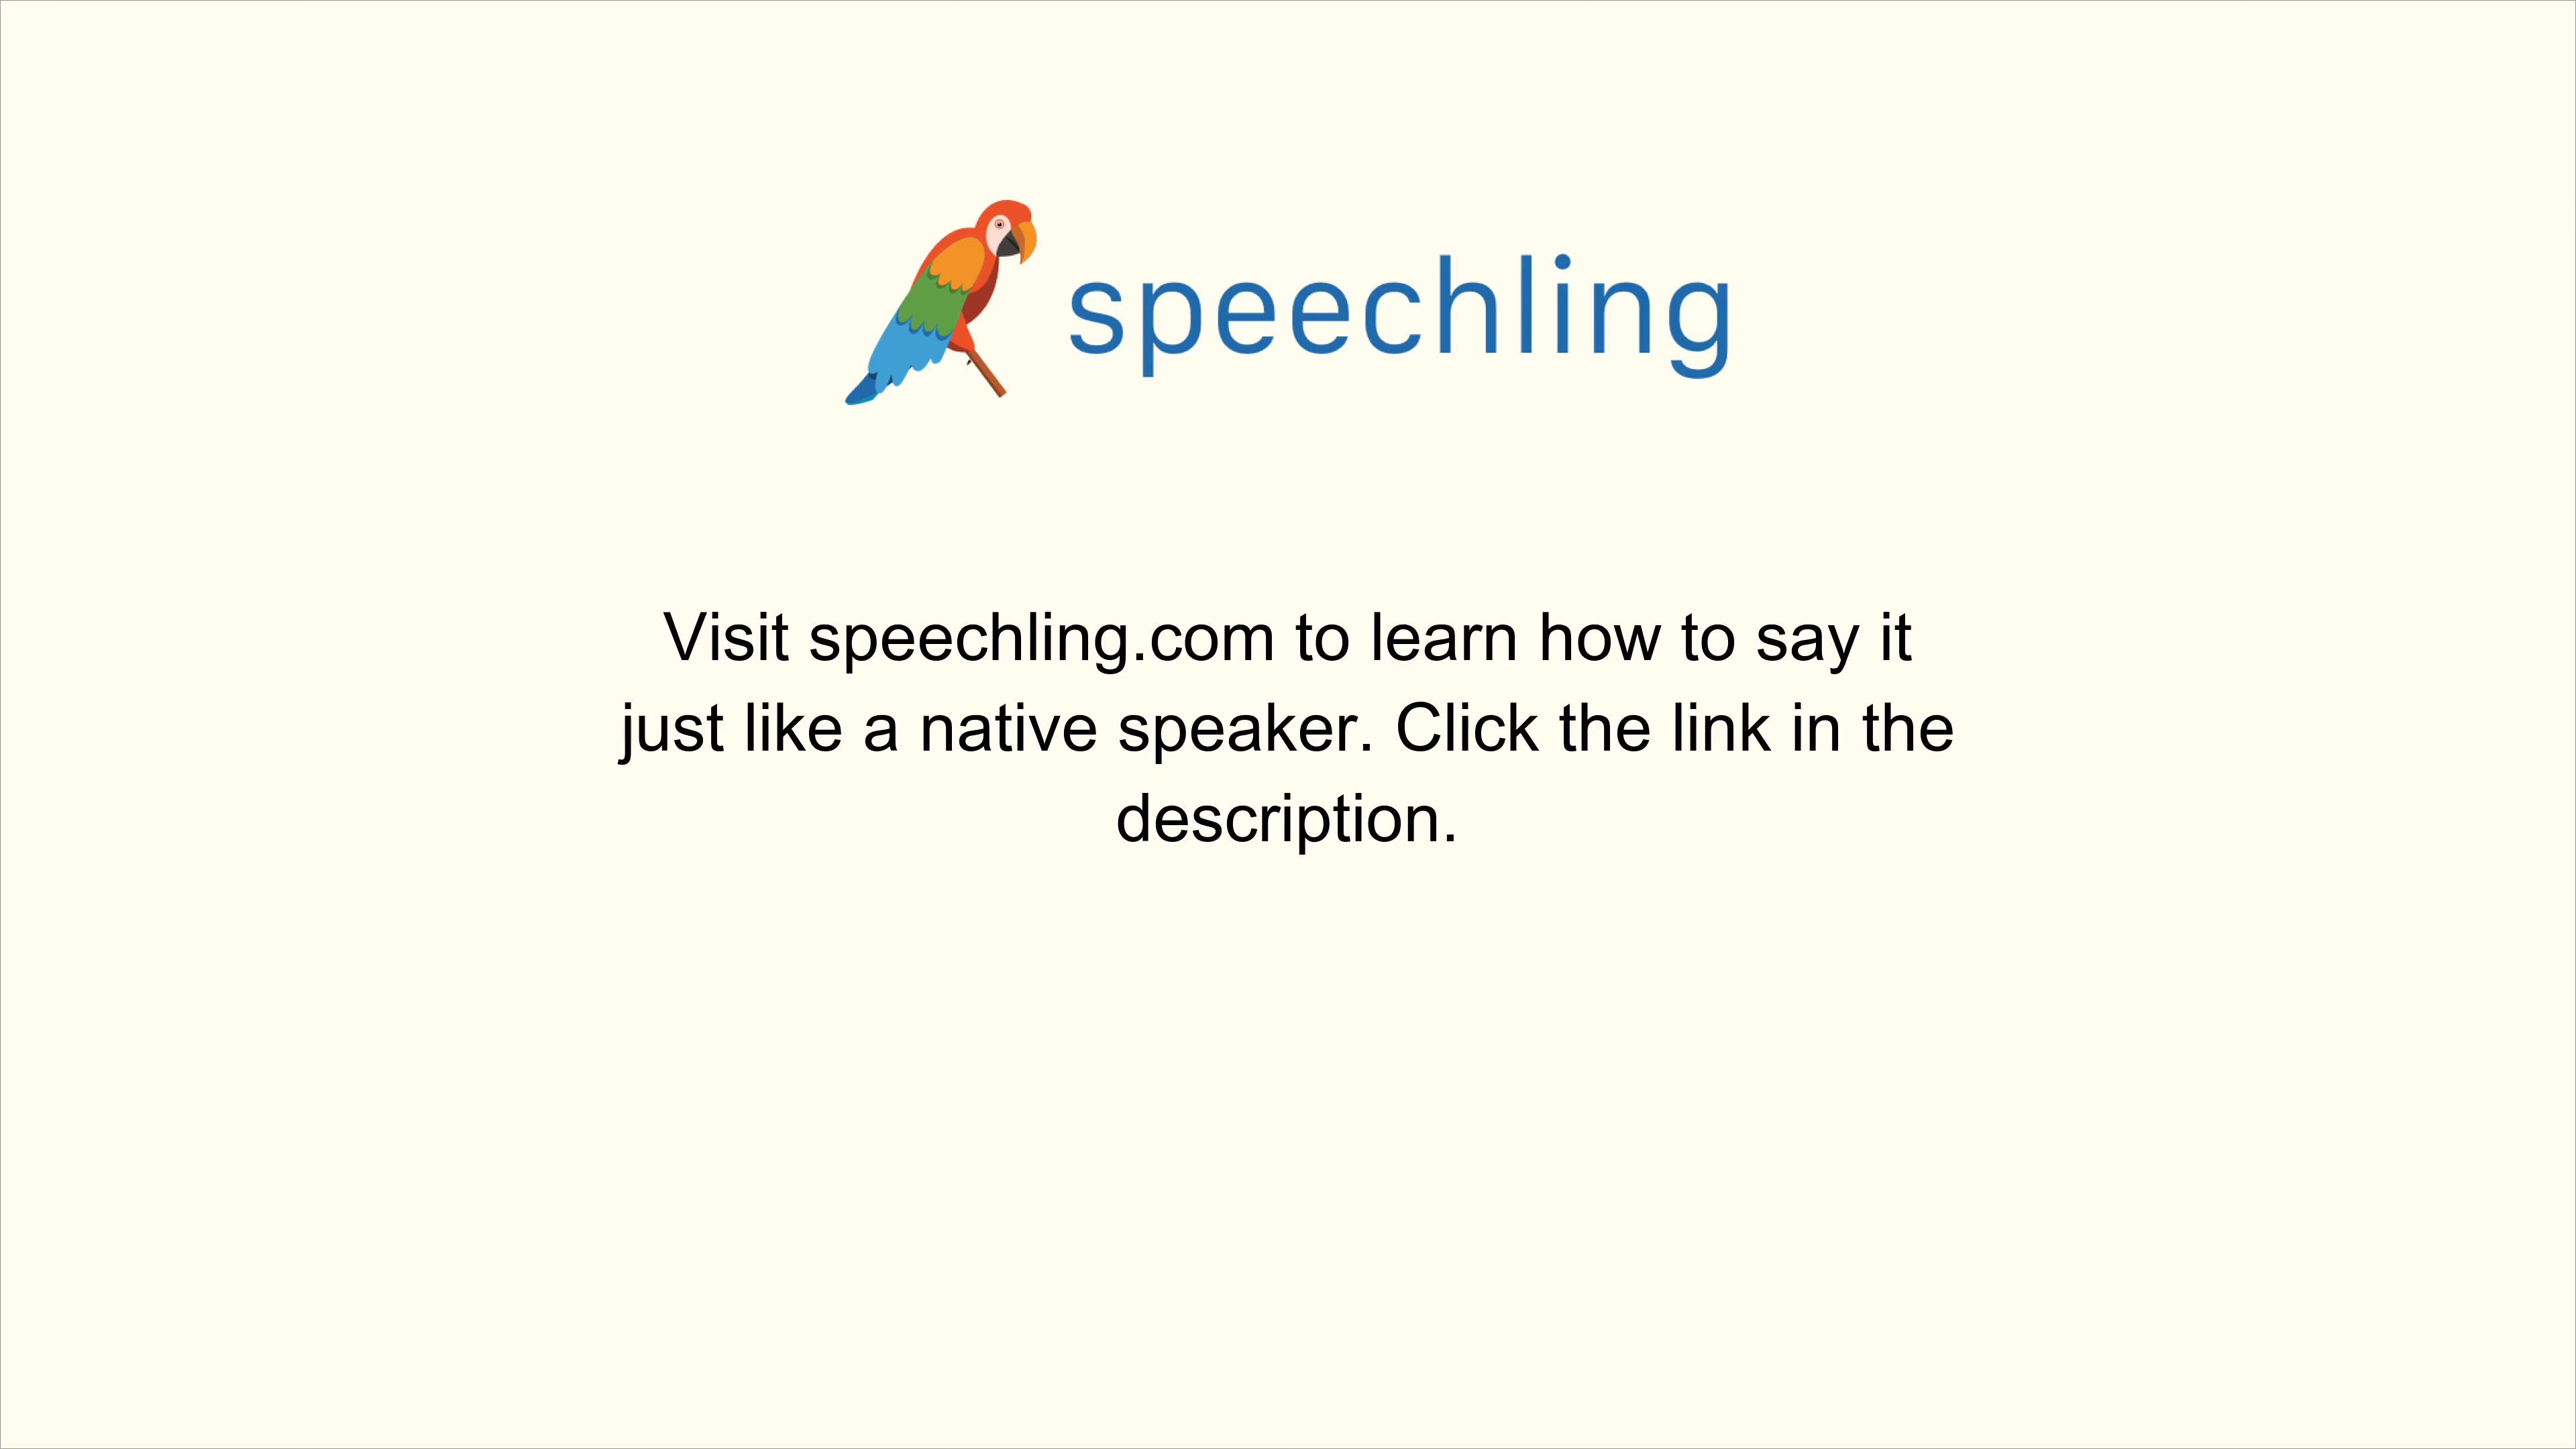 speechling
Visit speechling.com to learn how to say it
just like a native speaker. Click the link in the
description.